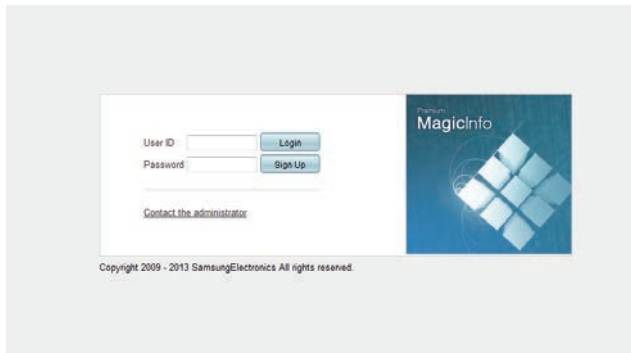 Premium
MagicInfo
User ID Login
Password Sign Up
Contact the administrator
Copyright 2009 - 2013 SamsungElectronics All rights reserved.